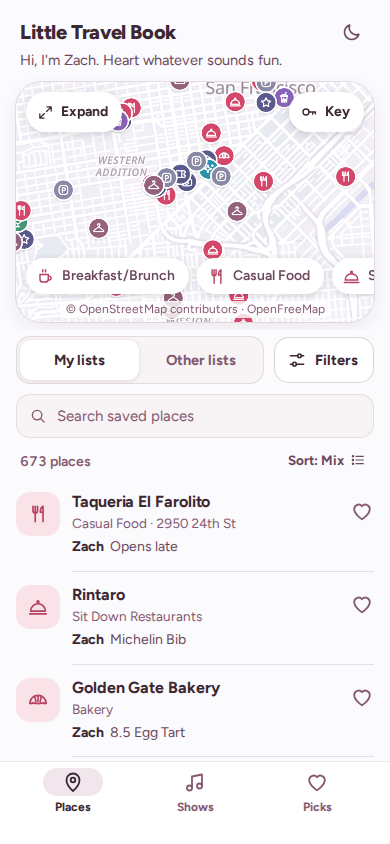 Little Travel Book
Hi, I'm Zach. Heart whatever sounds fun.
San Francisco
Expand
Key
WESTERN
ADDITION
Breakfast/Brunch
Casual Food
© OpenStreetMap contributors · OpenFreeMap
My lists
Other lists
Filters
Search saved places
673 places
Sort: Mix
Taqueria El Farolito
Casual Food · 2950 24th St
Zach Opens late
Rintaro
Sit Down Restaurants
Zach Michelin Bib
Golden Gate Bakery
Bakery
Zach 8.5 Egg Tart
Places
Shows
Picks